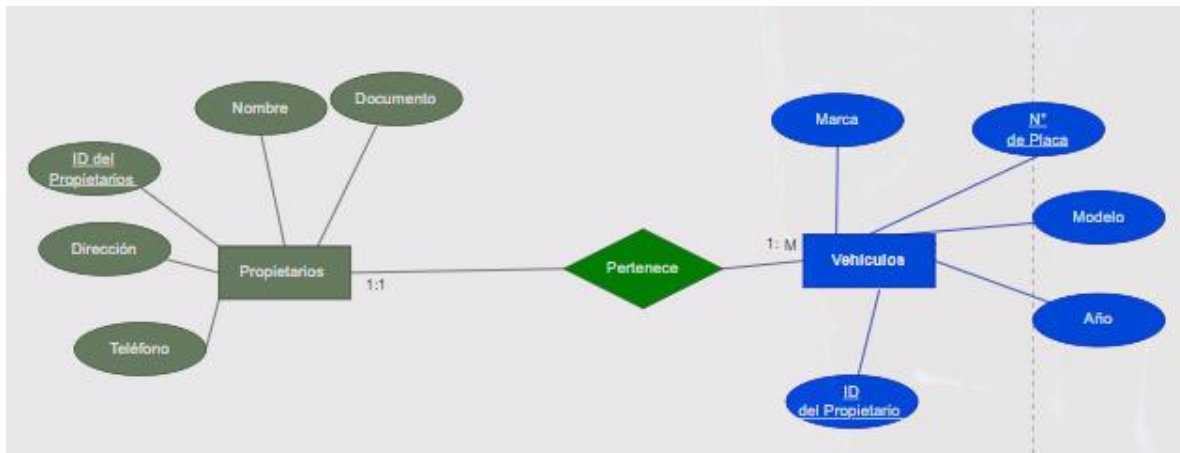 Nombre
Documento
ID del
Propietarios
Dirección
Teléfono
Propietarios
1:1
Pertenece
1: M
Vehiculos
Marca
N°
de Placa
Modelo
Año
ID
del Propietario